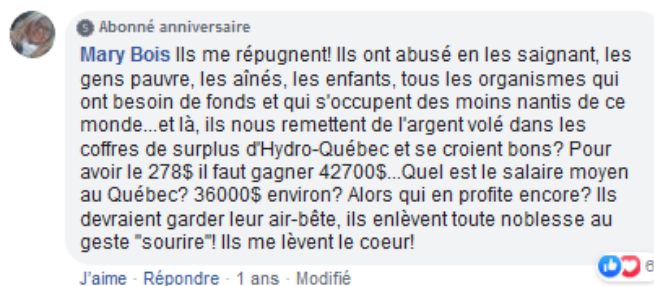 Abonné anniversaire
Mary Bois Ils me répugnent! Ils ont abusé en les saignant, les
gens pauvre, les aînés, les enfants, tous les organismes qui
ont besoin de fonds et qui s'occupent des moins nantis de ce
monde...et là, ils nous remettent de l'argent volé dans les
coffres de surplus d'Hydro-Québec et se croient bons? Pour
avoir le 278$ il faut gagner 42700$...Quel est le salaire moyen
au Québec? 36000$ environ? Alors qui en profite encore? Ils
devraient garder leur air-bête, ils enlèvent toute noblesse au
geste "sourire"! Ils me lèvent le coeur!
J'aime · Répondre · 1 ans · Modifié
6